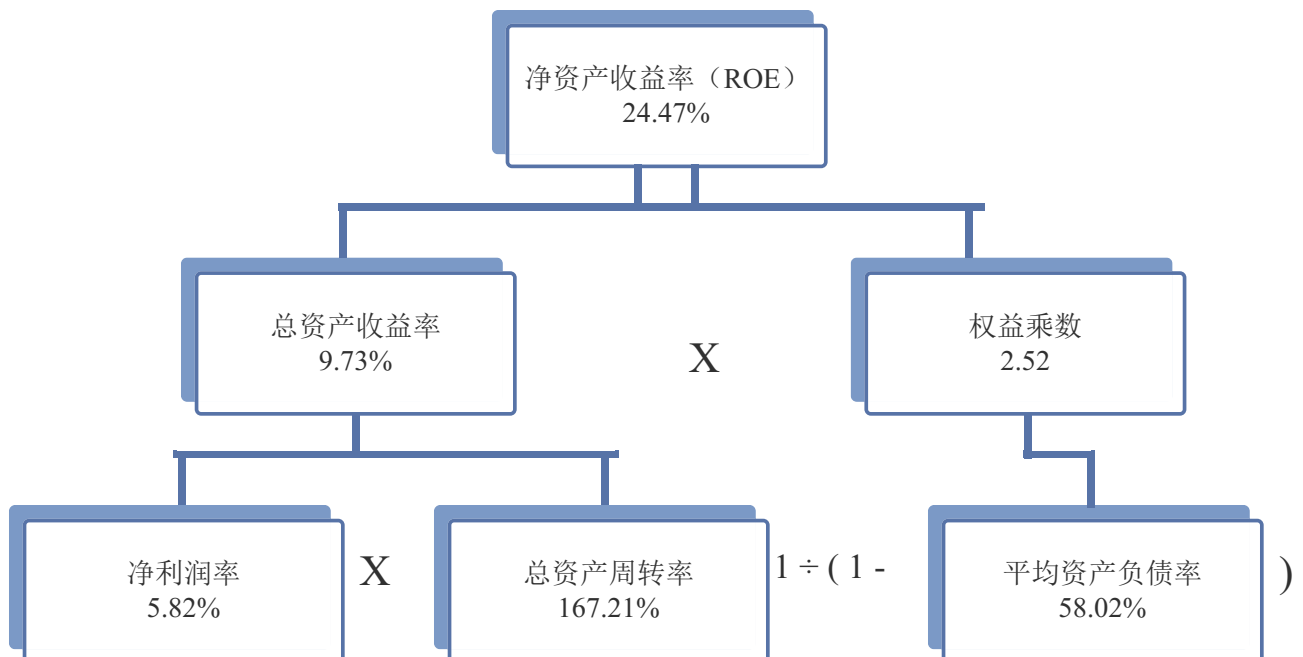 净资产收益率（ROE）
24.47%
总资产收益率
9.73%
X
权益乘数
2.52
净利润率
5.82%
X
总资产周转率
167.21%
1 ÷ ( 1 -
平均资产负债率
58.02%
)